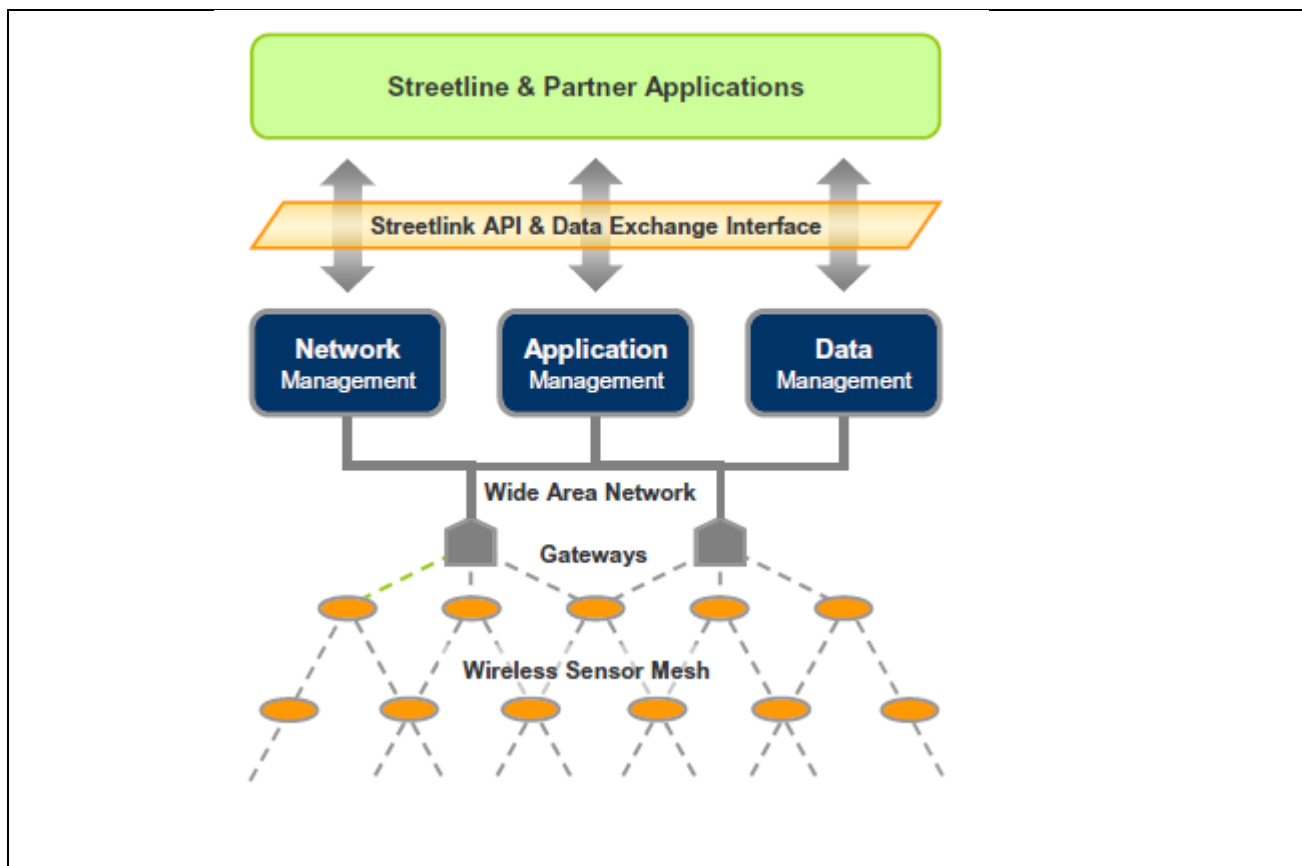 Streetline & Partner Applications
Streetlink API & Data Exchange Interface
Network
Management
Application
Management
Data
Management
Wide Area Network
Gateways
Wireless Sensor Mesh